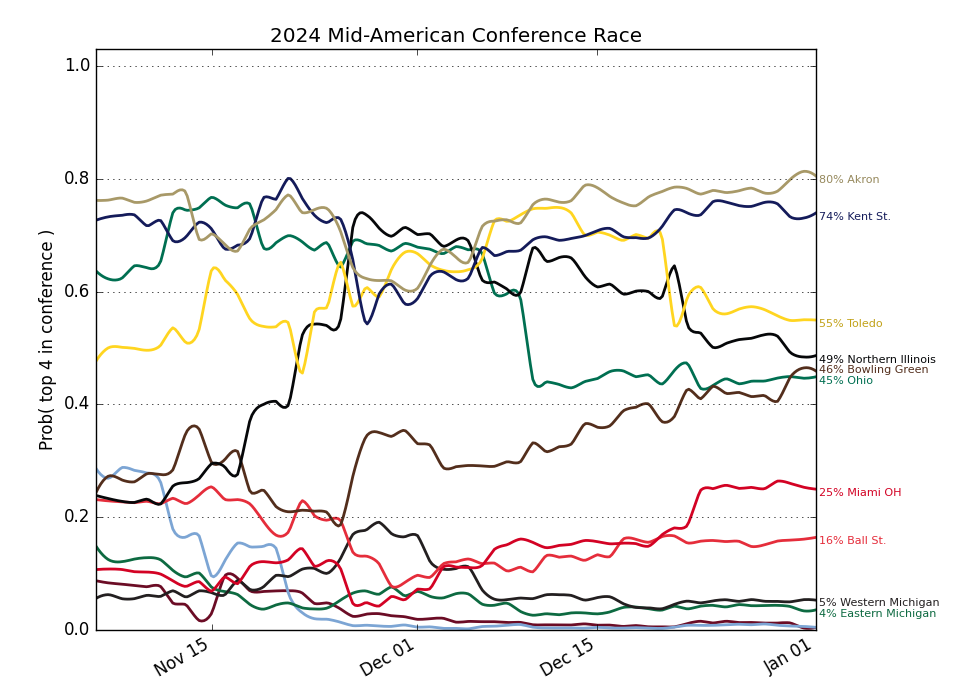 2024 Mid-American Conference Race
Prob( top 4 in conference )
1.0
0.8
0.6
0.4
0.2
0.0
Nov 15
Dec 01
Dec 15
Jan 01
80% Akron
74% Kent St.
55% Toledo
49% Northern Illinois
46% Bowling Green
45% Ohio
25% Miami OH
16% Ball St.
5% Western Michigan
4% Eastern Michigan